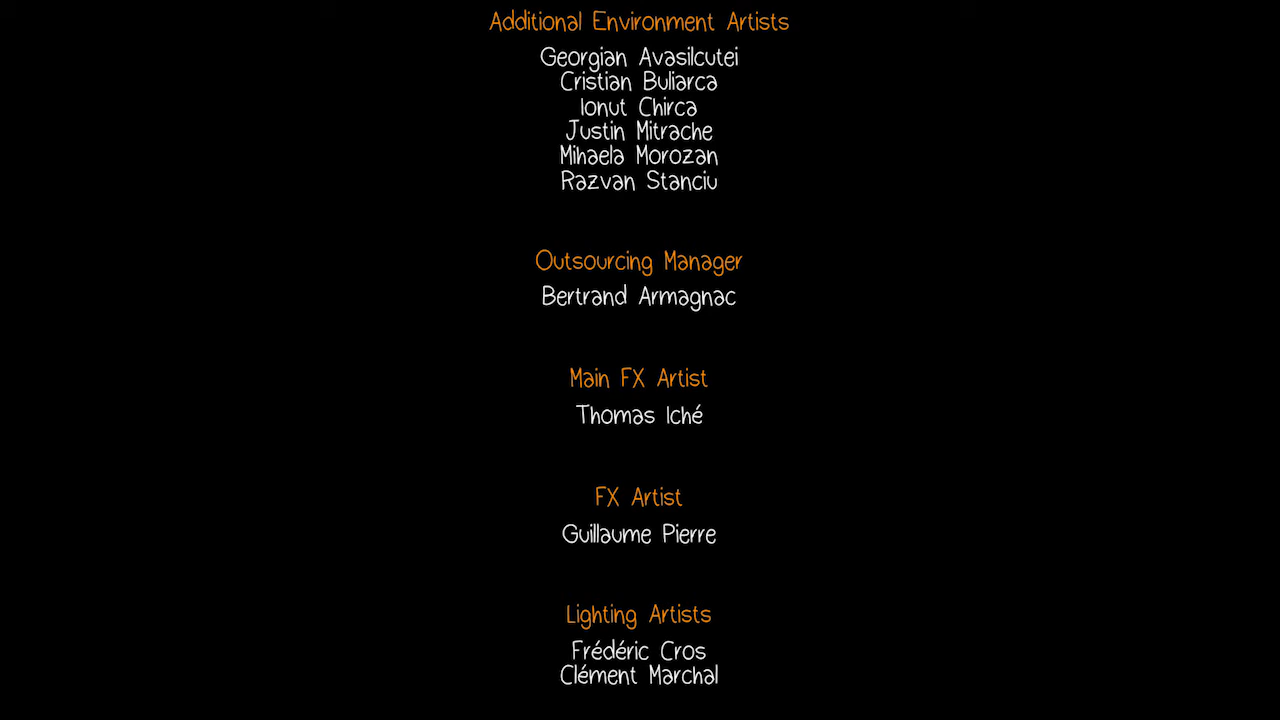 Additional Environment Artists
Georgian Avasilcutei
Cristian Buliarca
Ionut Chirca
Justin Mitrache
Mihaela Morozan
Razvan Stanciu
Outsourcing Manager
Bertrand Armagnac
Main FX Artist
Thomas Iché
FX Artist
Guillaume Pierre
Lighting Artists
Frédéric Cros
Clément Marchal